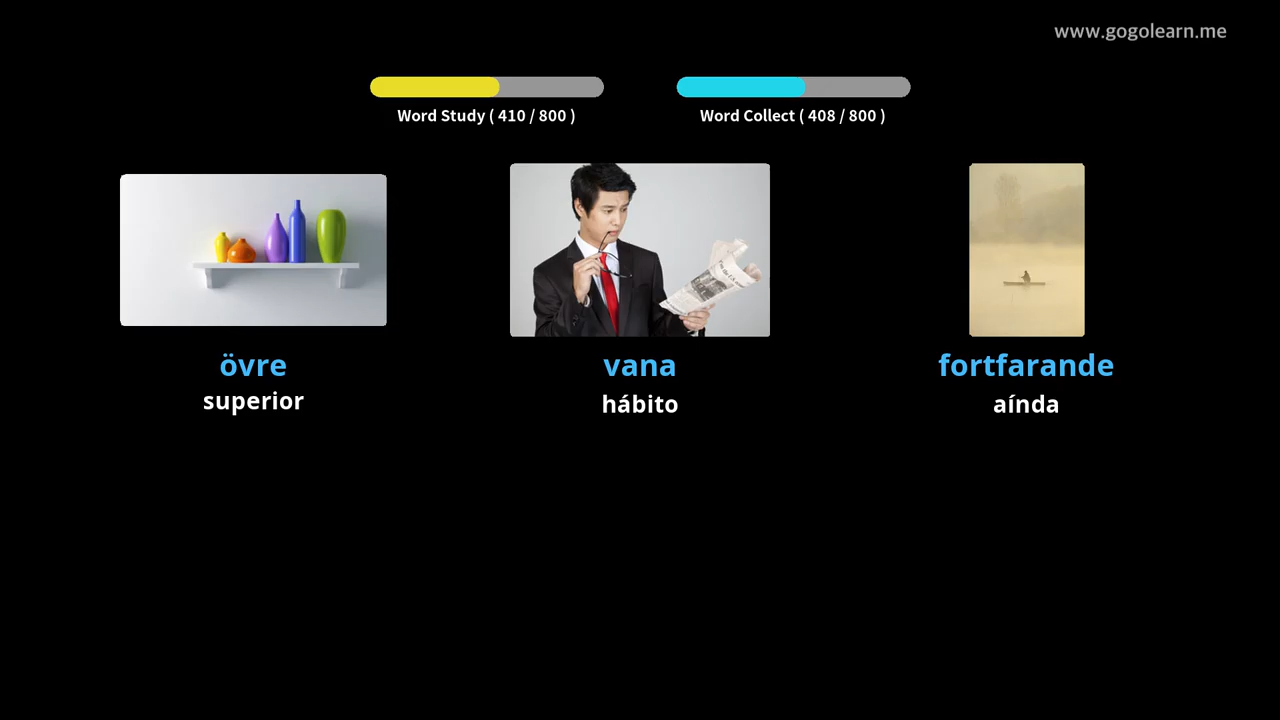 www.gogolearn.me
Word Study ( 410 / 800 )
Word Collect ( 408 / 800 )
övre
superior
vana
hábito
fortfarande
aínda